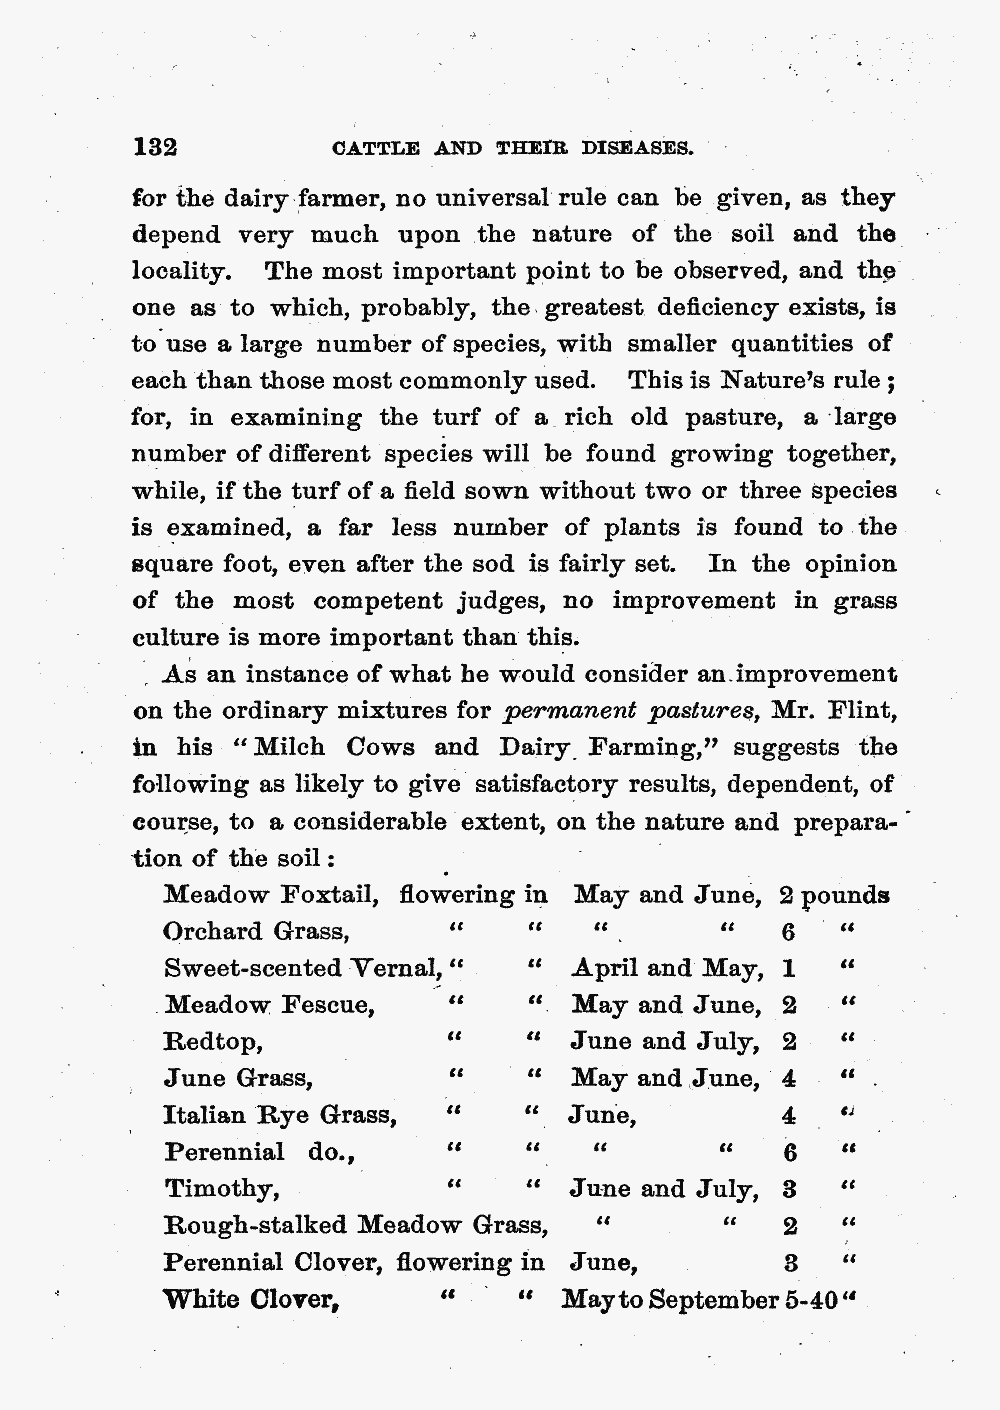 132 CATTLE AND THEIR DISEASES.
for the dairy farmer, no universal rule can be given, as they
depend very much upon the nature of the soil and the
locality. The most important point to be observed, and the
one as to which, probably, the greatest deficiency exists, is
to use a large number of species, with smaller quantities of
each than those most commonly used. This is Nature's rule;
for, in examining the turf of a rich old pasture, a large
number of different species will be found growing together,
while, if the turf of a field sown without two or three species
is examined, a far less number of plants is found to the
square foot, even after the sod is fairly set. In the opinion
of the most competent judges, no improvement in grass
culture is more important than this.
As an instance of what he would consider an improvement
on the ordinary mixtures for permanent pastures, Mr. Flint,
in his “Milch Cows and Dairy Farming,” suggests the
following as likely to give satisfactory results, dependent, of
course, to a considerable extent, on the nature and prepara-
tion of the soil:
Meadow Foxtail, flowering in May and June, 2 pounds
Orchard Grass, “ “ “ “ 6 “
Sweet-scented Vernal, “ “ April and May, 1 “
Meadow Fescue, “ “ May and June, 2 “
Redtop, “ “ June and July, 2 “
June Grass, “ “ May and June, 4 “
Italian Rye Grass, “ “ June, 4 “
Perennial do., “ “ “ “ 6 “
Timothy, “ “ June and July, 3 “
Rough-stalked Meadow Grass, “ “ 2 “
Perennial Clover, flowering in June, 3 “
White Clover, “ “ May to September 5-40 “